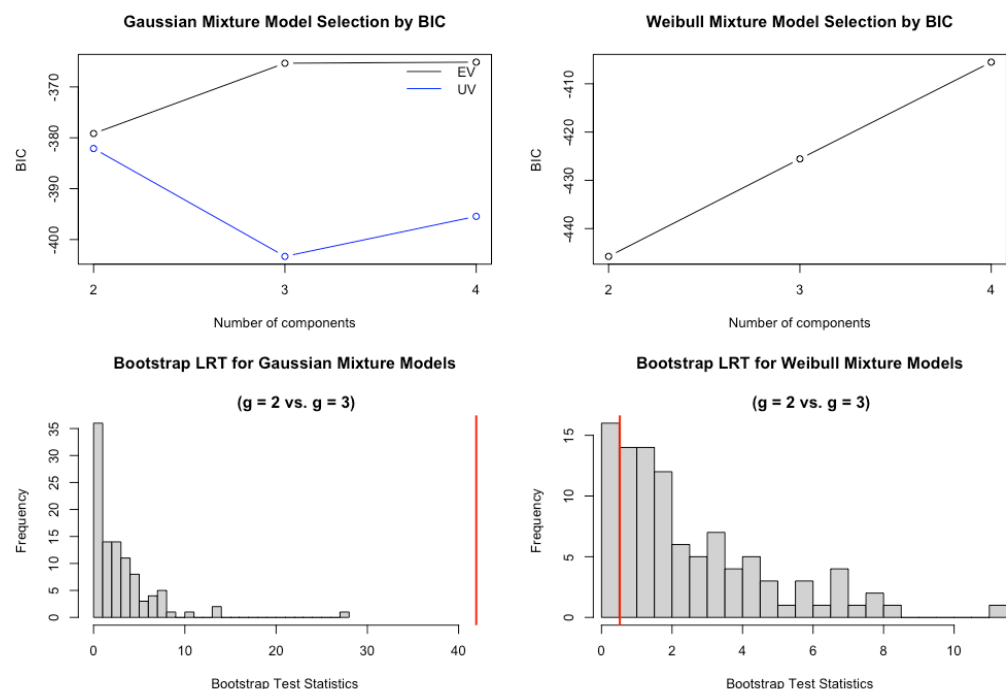 Gaussian Mixture Model Selection by BIC
BIC
-370
-380
-390
-400
EV
UV
2
3
4
Number of components
Weibull Mixture Model Selection by BIC
BIC
-410
-420
-430
-440
2
3
4
Number of components
Bootstrap LRT for Gaussian Mixture Models
(g = 2 vs. g = 3)
Frequency
35
30
25
20
15
10
5
0
0
10
20
30
40
Bootstrap Test Statistics
Bootstrap LRT for Weibull Mixture Models
(g = 2 vs. g = 3)
Frequency
15
10
5
0
0
2
4
6
8
10
Bootstrap Test Statistics